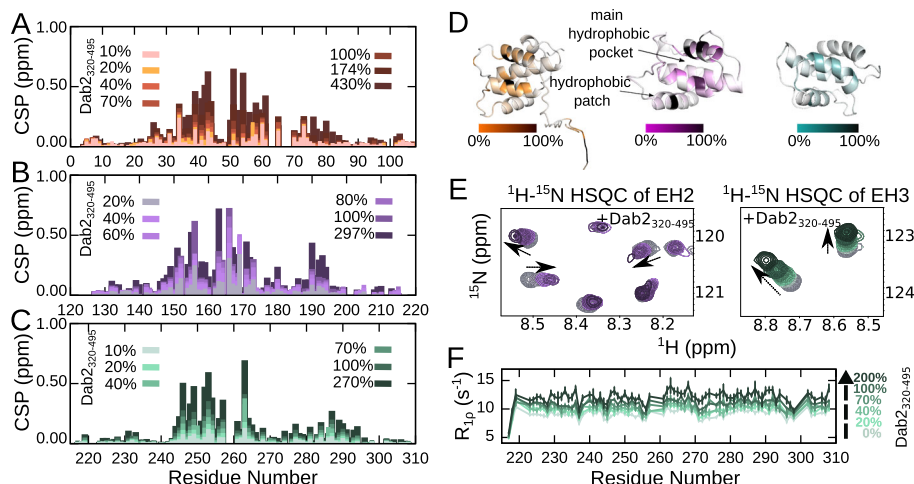 A
1.00
0.50
0.00
CSP (ppm)
Dab2320-495
10%
20%
40%
70%
100%
174%
430%
0 10 20 30 40 50 60 70 80 90 100
B
1.00
0.50
0.00
CSP (ppm)
Dab2320-495
20%
40%
60%
80%
100%
297%
120 130 140 150 160 170 180 190 200 210 220
C
1.00
0.50
0.00
CSP (ppm)
Dab2320-495
10%
20%
40%
70%
100%
270%
220 230 240 250 260 270 280 290 300 310
Residue Number
D
main
hydrophobic
pocket
hydrophobic
patch
0% 100%
0% 100%
0% 100%
E
¹H-¹⁵N HSQC of EH2
+Dab2320-495
120
121
¹⁵N (ppm)
8.5 8.4 8.3 8.2
¹H-¹⁵N HSQC of EH3
+Dab2320-495
123
124
8.8 8.7 8.6 8.5
¹H (ppm)
F
15
10
5
R1ρ (s⁻¹)
200%
100%
70%
40%
20%
0%
Dab2320-495
220 230 240 250 260 270 280 290 300 310
Residue Number